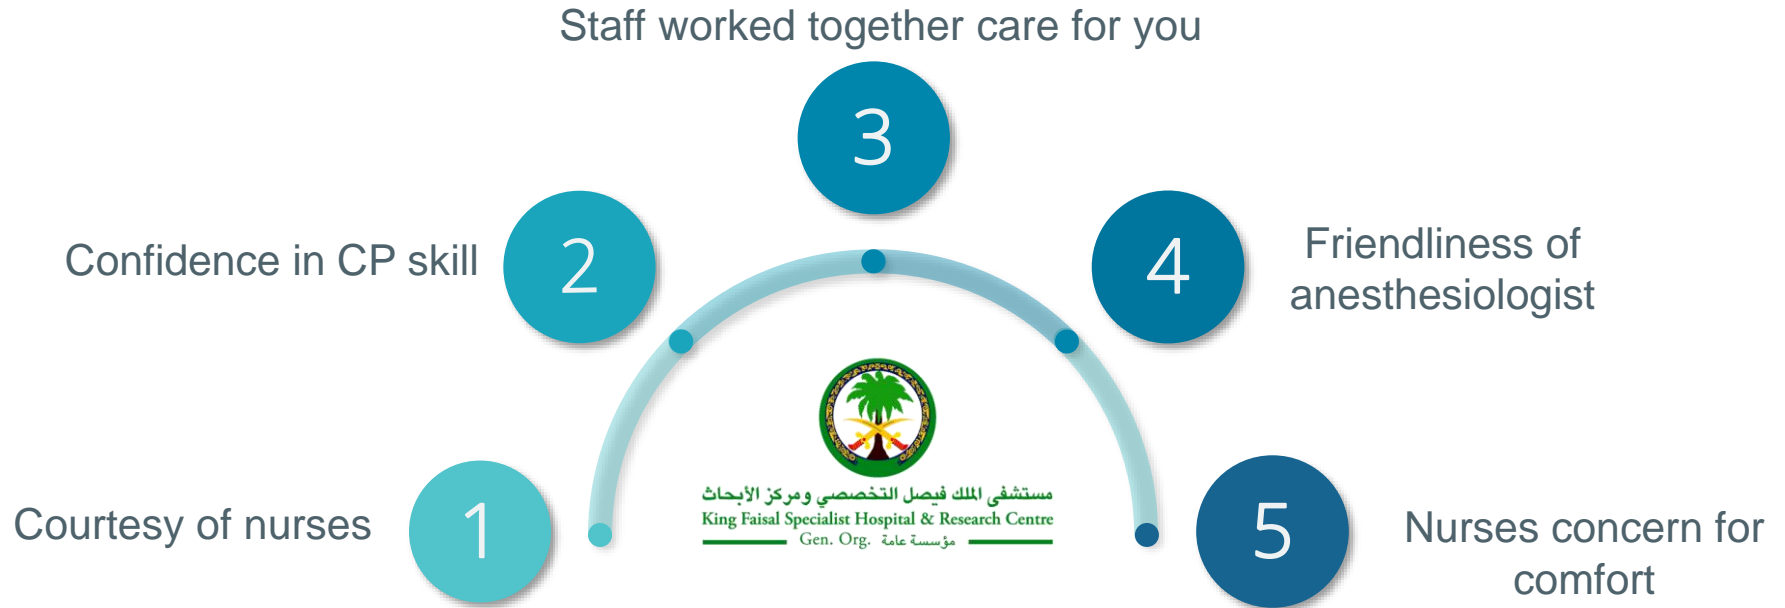 Staff worked together care for you
3
Confidence in CP skill
2
4
Friendliness of
anesthesiologist
مستشفى الملك فيصل التخصصي ومركز الأبحاث
King Faisal Specialist Hospital & Research Centre
Gen. Org. مؤسسة عامة
Courtesy of nurses
1
5
Nurses concern for
comfort